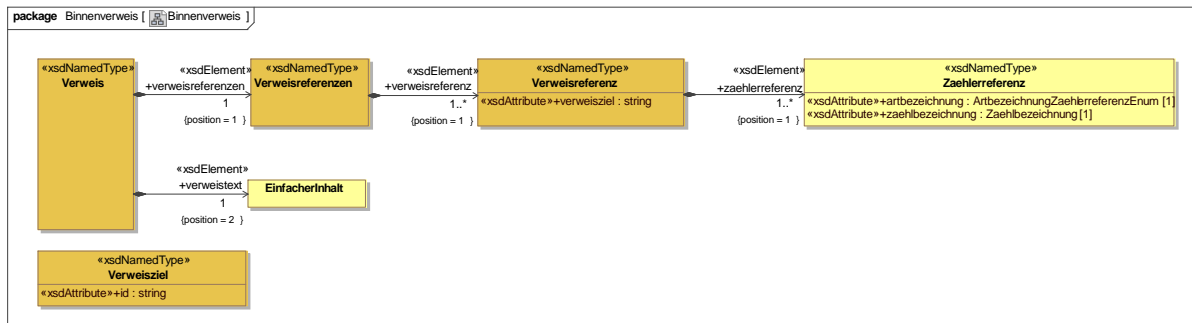 package Binnenverweis [ Binnenverweis ]
«xsdNamedType»
Verweis
«xsdElement»
+verweisreferenzen
1
{position = 1 }
«xsdNamedType»
Verweisreferenzen
«xsdElement»
+verweisreferenz
1..*
{position = 1 }
«xsdNamedType»
Verweisreferenz
«xsdAttribute»+verweisziel : string
«xsdElement»
+zaehlerreferenz
1..*
{position = 1 }
«xsdNamedType»
Zaehlerreferenz
«xsdAttribute»+artbezeichnung : ArtbezeichnungZaehlerreferenzEnum [1]
«xsdAttribute»+zaehlbezeichnung : Zaehlbezeichnung [1]
«xsdElement»
+verweistext
1
{position = 2 }
EinfacherInhalt
«xsdNamedType»
Verweisziel
«xsdAttribute»+id : string